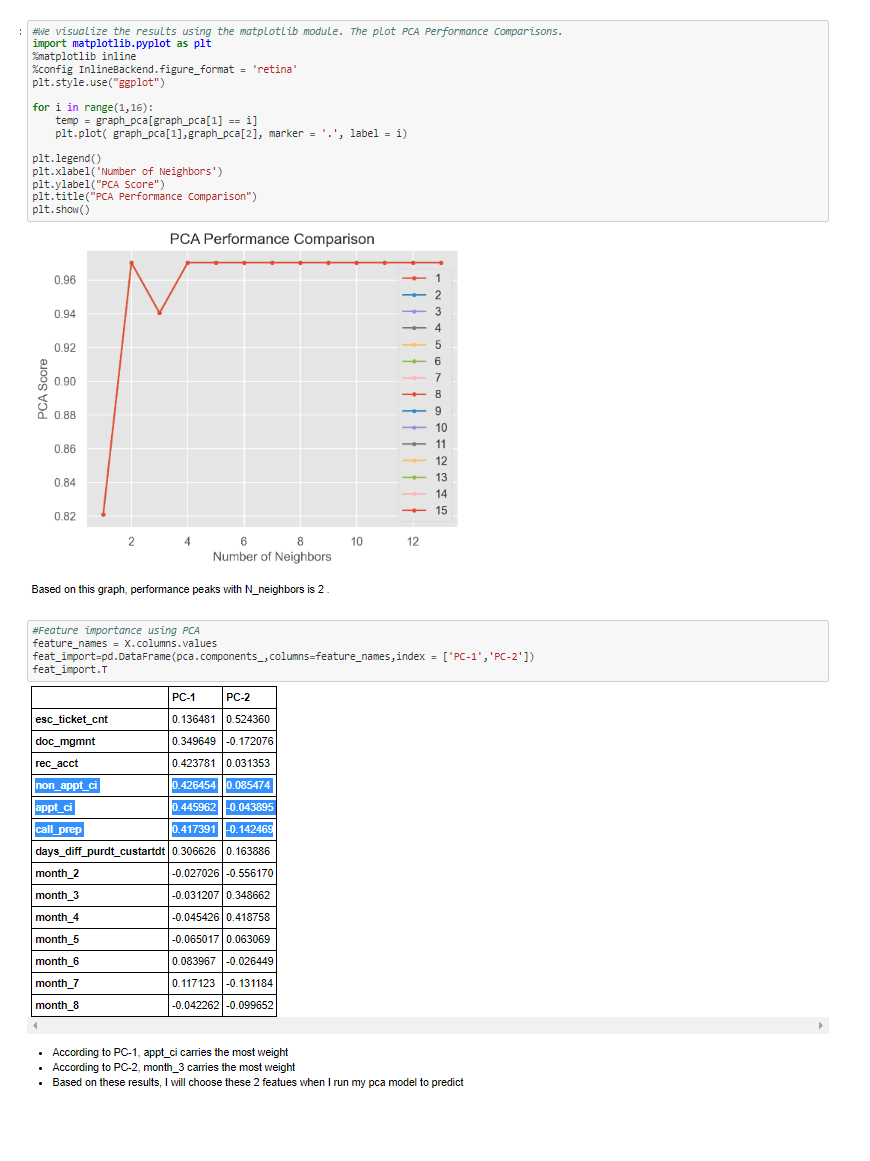 :
#We visualize the results using the matplotlib module. The plot PCA Performance Comparisons.
import matplotlib.pyplot as plt
%matplotlib inline
%config InlineBackend.figure_format = 'retina'
plt.style.use("ggplot")
for i in range(1,16):
    temp = graph_pca[graph_pca[1] == i]
    plt.plot( graph_pca[1],graph_pca[2], marker = '.', label = i)
plt.legend()
plt.xlabel('Number of Neighbors')
plt.ylabel("PCA Score")
plt.title("PCA Performance Comparison")
plt.show()
PCA Performance Comparison
PCA Score
0.96
0.94
0.92
0.90
0.88
0.86
0.84
0.82
1
2
3
4
5
6
7
8
9
10
11
12
13
14
15
2 4 6 8 10 12
Number of Neighbors
Based on this graph, performance peaks with N_neighbors is 2 .
#Feature importance using PCA
feature_names = X.columns.values
feat_import=pd.DataFrame(pca.components_,columns=feature_names,index = ['PC-1','PC-2'])
feat_import.T
PC-1 PC-2
esc_ticket_cnt 0.136481 0.524360
doc_mgmnt 0.349649 -0.172076
rec_acct 0.423781 0.031353
non_appt_ci 0.426454 0.085474
appt_ci 0.445962 -0.043895
call_prep 0.417391 -0.142469
days_diff_purdt_custartdt 0.306626 0.163886
month_2 -0.027026 -0.556170
month_3 -0.031207 0.348662
month_4 -0.045426 0.418758
month_5 -0.065017 0.063069
month_6 0.083967 -0.026449
month_7 0.117123 -0.131184
month_8 -0.042262 -0.099652
• According to PC-1, appt_ci carries the most weight
• According to PC-2, month_3 carries the most weight
• Based on these results, I will choose these 2 featues when I run my pca model to predict